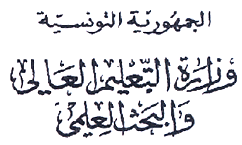 الجمهورية التونسية
وزارة التعليم العالي
والبحث العلمي